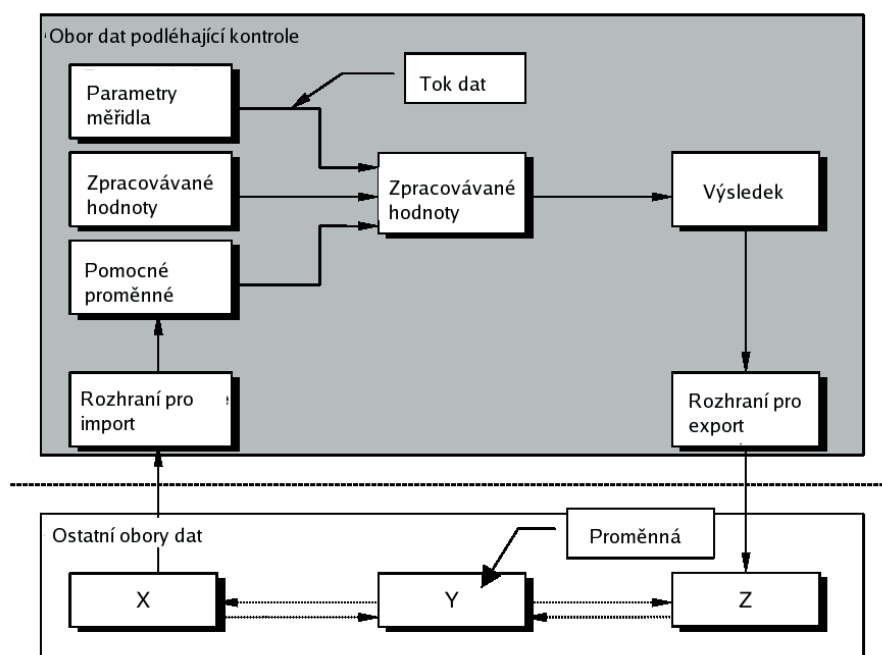 Obor dat podléhající kontrole
Parametry
měřidla
Tok dat
Zpracovávané
hodnoty
Zpracovávané
hodnoty
Výsledek
Pomocné
proměnné
Rozhraní pro
import
Rozhraní pro
export
Ostatní obory dat
Proměnná
X
Y
Z